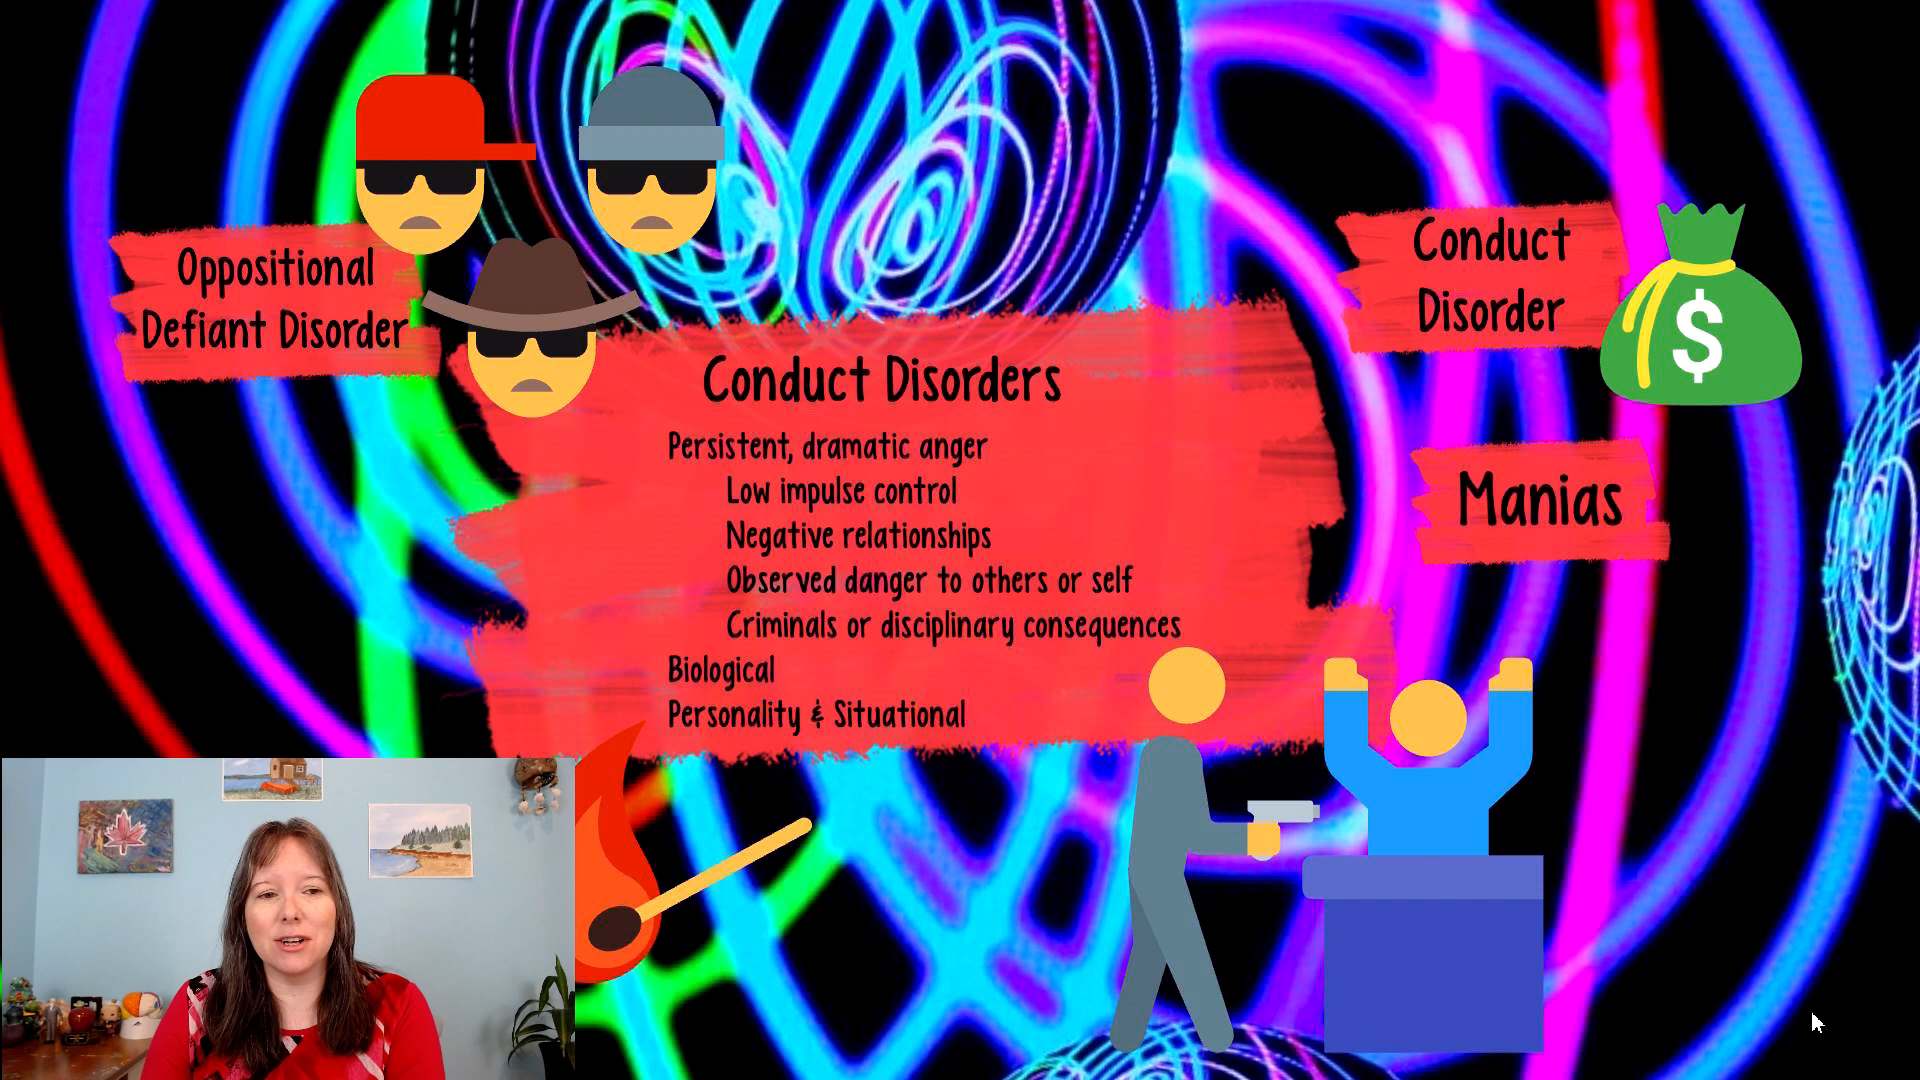 Oppositional
Defiant Disorder
Conduct Disorders
Persistent, dramatic anger
Low impulse control
Negative relationships
Observed danger to others or self
Criminals or disciplinary consequences
Biological
Personality & Situational
Conduct
Disorder
$
Manias